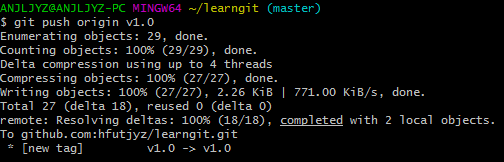 ANJLJYZ@ANJLJYZ-PC MINGW64 ~/learngit (master)
$ git push origin v1.0
Enumerating objects: 29, done.
Counting objects: 100% (29/29), done.
Delta compression using up to 4 threads
Compressing objects: 100% (27/27), done.
Writing objects: 100% (27/27), 2.26 KiB | 771.00 KiB/s, done.
Total 27 (delta 18), reused 0 (delta 0)
remote: Resolving deltas: 100% (18/18), completed with 2 local objects.
To github.com:hfutjyz/learngit.git
 * [new tag]         v1.0 -> v1.0